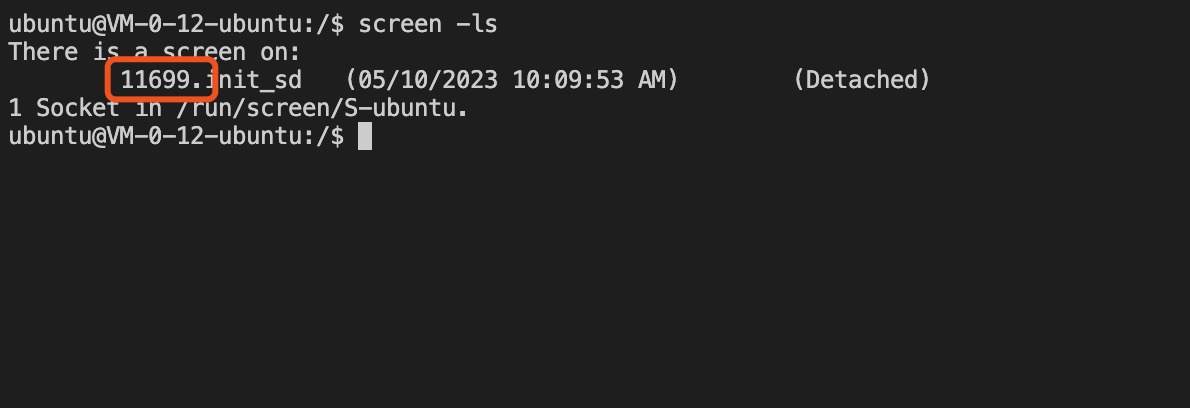 ubuntu@VM-0-12-ubuntu:/$ screen -ls
There is a screen on:
11699.init_sd (05/10/2023 10:09:53 AM) (Detached)
1 Socket in /run/screen/S-ubuntu.
ubuntu@VM-0-12-ubuntu:/$